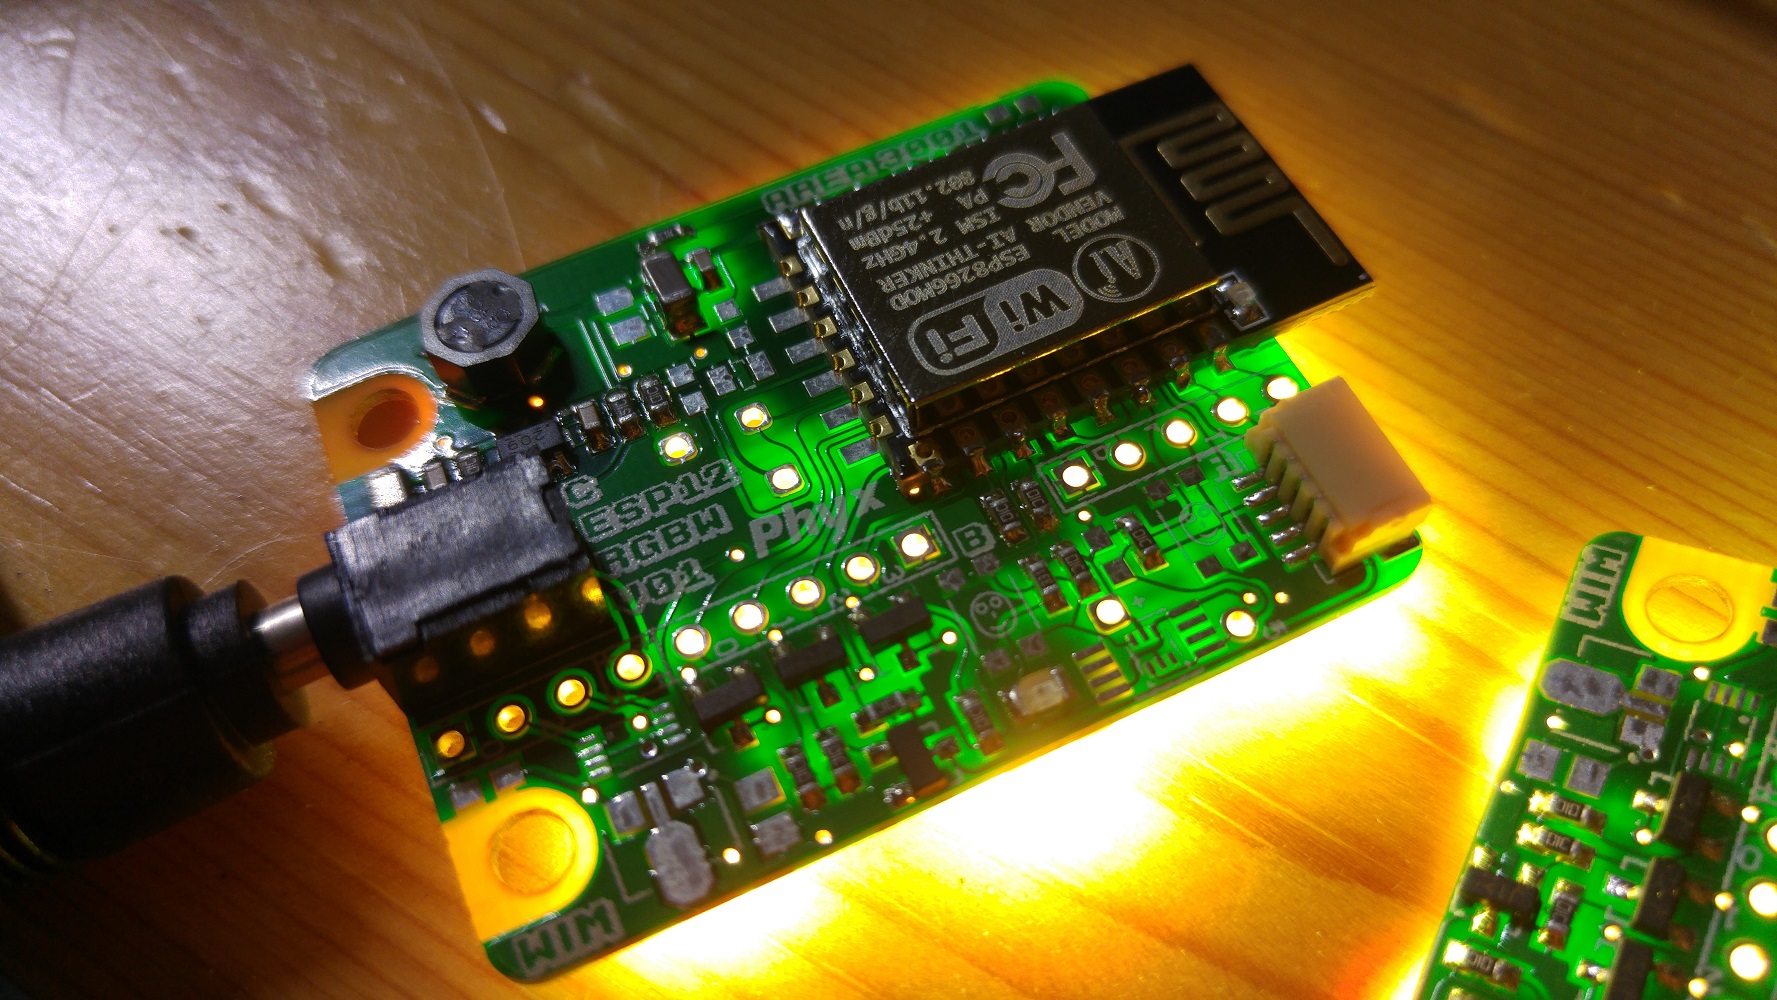 AREA3001
FCC
802.11b/g/n
PA +25dBm
ISM 2.4GHz
VENDOR AI-THINKER
MODEL ESP8266MOD
Ai
WiFi
C
ESP12
RGBW
V01
Phyx
B
WIM
WIM